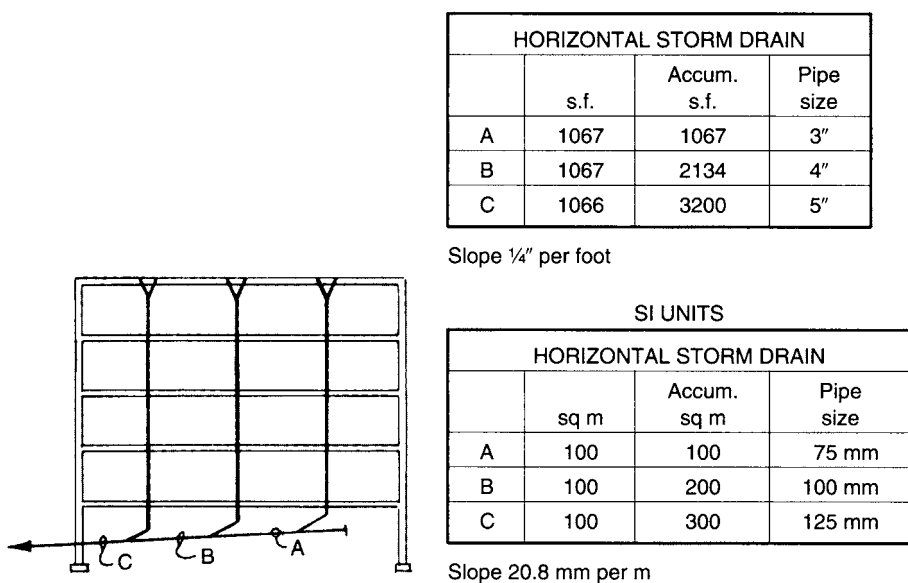 HORIZONTAL STORM DRAIN
s.f. Accum. s.f. Pipe size
A 1067 1067 3″
B 1067 2134 4″
C 1066 3200 5″
Slope ¼″ per foot
SI UNITS
HORIZONTAL STORM DRAIN
sq m Accum. sq m Pipe size
A 100 100 75 mm
B 100 200 100 mm
C 100 300 125 mm
Slope 20.8 mm per m
C B A